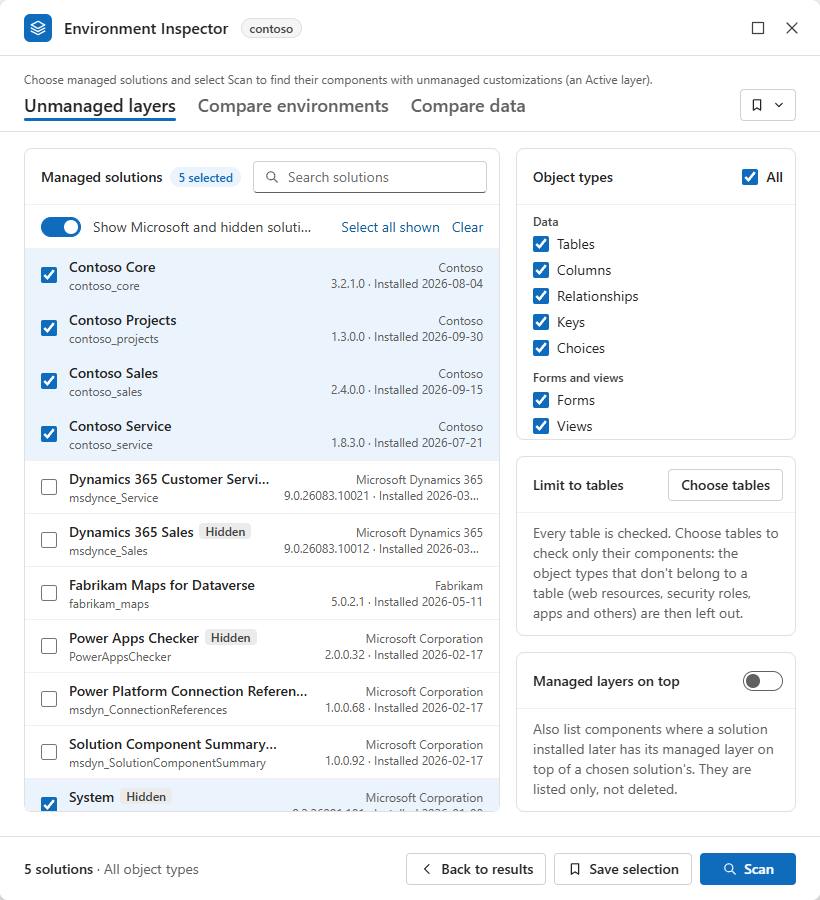 Environment Inspector contoso
Choose managed solutions and select Scan to find their components with unmanaged customizations (an Active layer).
Unmanaged layers Compare environments Compare data
Managed solutions 5 selected Search solutions
Show Microsoft and hidden soluti... Select all shown Clear
Contoso Core Contoso
contoso_core 3.2.1.0 · Installed 2026-08-04
Contoso Projects Contoso
contoso_projects 1.3.0.0 · Installed 2026-09-30
Contoso Sales Contoso
contoso_sales 2.4.0.0 · Installed 2026-09-15
Contoso Service Contoso
contoso_service 1.8.3.0 · Installed 2026-07-21
Dynamics 365 Customer Servi... Microsoft Dynamics 365
msdynce_Service 9.0.26083.10021 · Installed 2026-03...
Dynamics 365 Sales Hidden Microsoft Dynamics 365
msdynce_Sales 9.0.26083.10012 · Installed 2026-03...
Fabrikam Maps for Dataverse Fabrikam
fabrikam_maps 5.0.2.1 · Installed 2026-05-11
Power Apps Checker Hidden Microsoft Corporation
PowerAppsChecker 2.0.0.32 · Installed 2026-02-17
Power Platform Connection Referen... Microsoft Corporation
msdyn_ConnectionReferences 1.0.0.68 · Installed 2026-02-17
Solution Component Summary... Microsoft Corporation
msdyn_SolutionComponentSummary 1.0.0.92 · Installed 2026-02-17
System Hidden Microsoft Corporation
Object types All
Data
Tables
Columns
Relationships
Keys
Choices
Forms and views
Forms
Views
Limit to tables Choose tables
Every table is checked. Choose tables to
check only their components: the
object types that don't belong to a
table (web resources, security roles,
apps and others) are then left out.
Managed layers on top
Also list components where a solution
installed later has its managed layer on
top of a chosen solution's. They are
listed only, not deleted.
5 solutions · All object types Back to results Save selection Scan